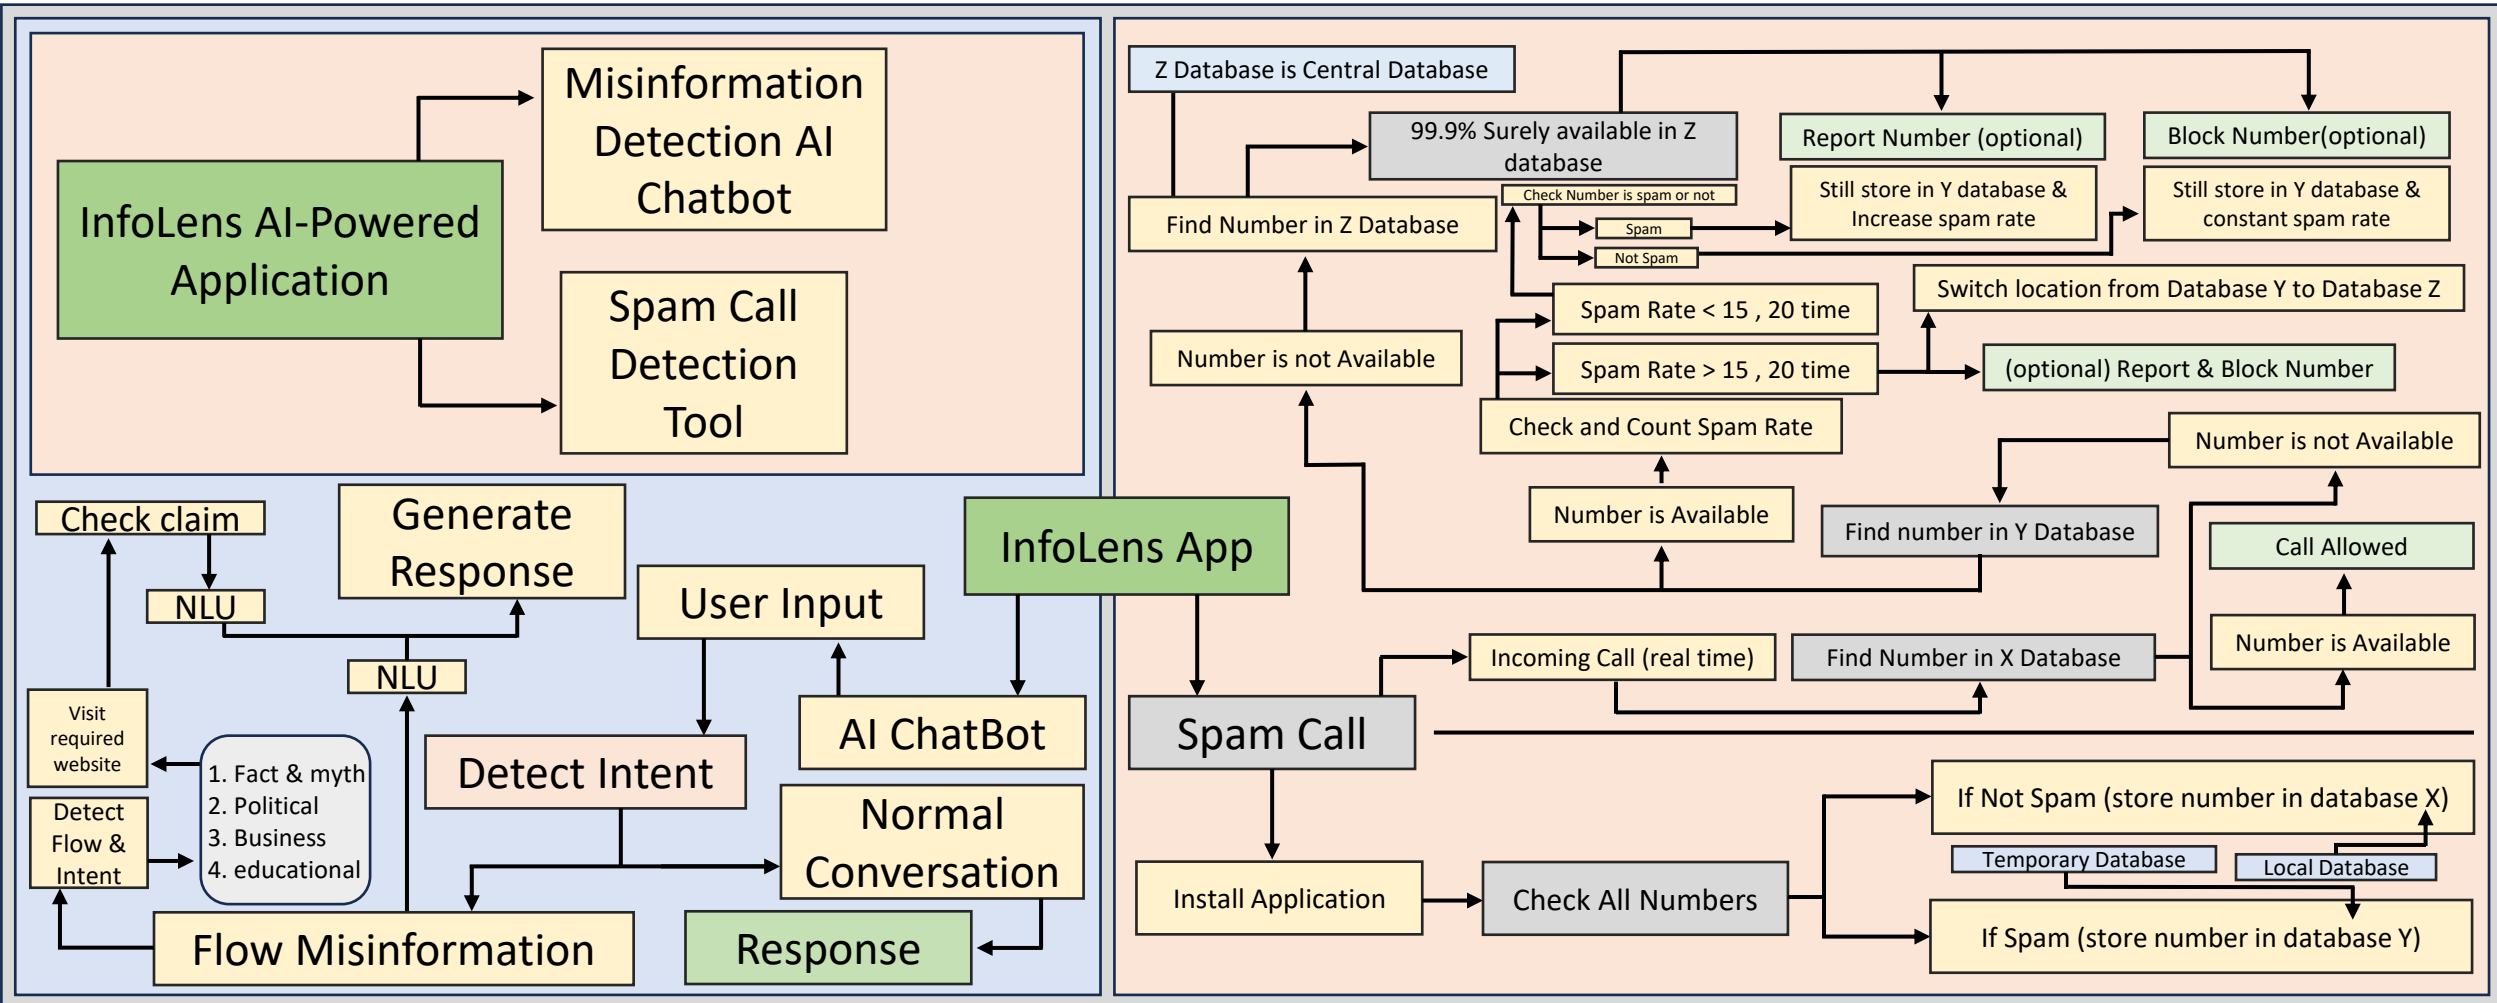 InfoLens AI-Powered
Application
Misinformation
Detection AI
Chatbot
Spam Call
Detection
Tool
Check claim
NLU
Generate
Response
NLU
Visit
required
website
1. Fact & myth
2. Political
3. Business
4. educational
Detect
Flow &
Intent
Flow Misinformation
User Input
AI ChatBot
Detect Intent
Normal
Conversation
Response
InfoLens App
Z Database is Central Database
99.9% Surely available in Z
database
Report Number (optional)
Block Number(optional)
Check Number is spam or not
Still store in Y database &
Increase spam rate
Still store in Y database &
constant spam rate
Find Number in Z Database
Spam
Not Spam
Switch location from Database Y to Database Z
Spam Rate < 15 , 20 time
Number is not Available
Spam Rate > 15 , 20 time
(optional) Report & Block Number
Check and Count Spam Rate
Number is not Available
Number is Available
Find number in Y Database
Call Allowed
Number is Available
Incoming Call (real time)
Find Number in X Database
Spam Call
If Not Spam (store number in database X)
Temporary Database
Local Database
Install Application
Check All Numbers
If Spam (store number in database Y)